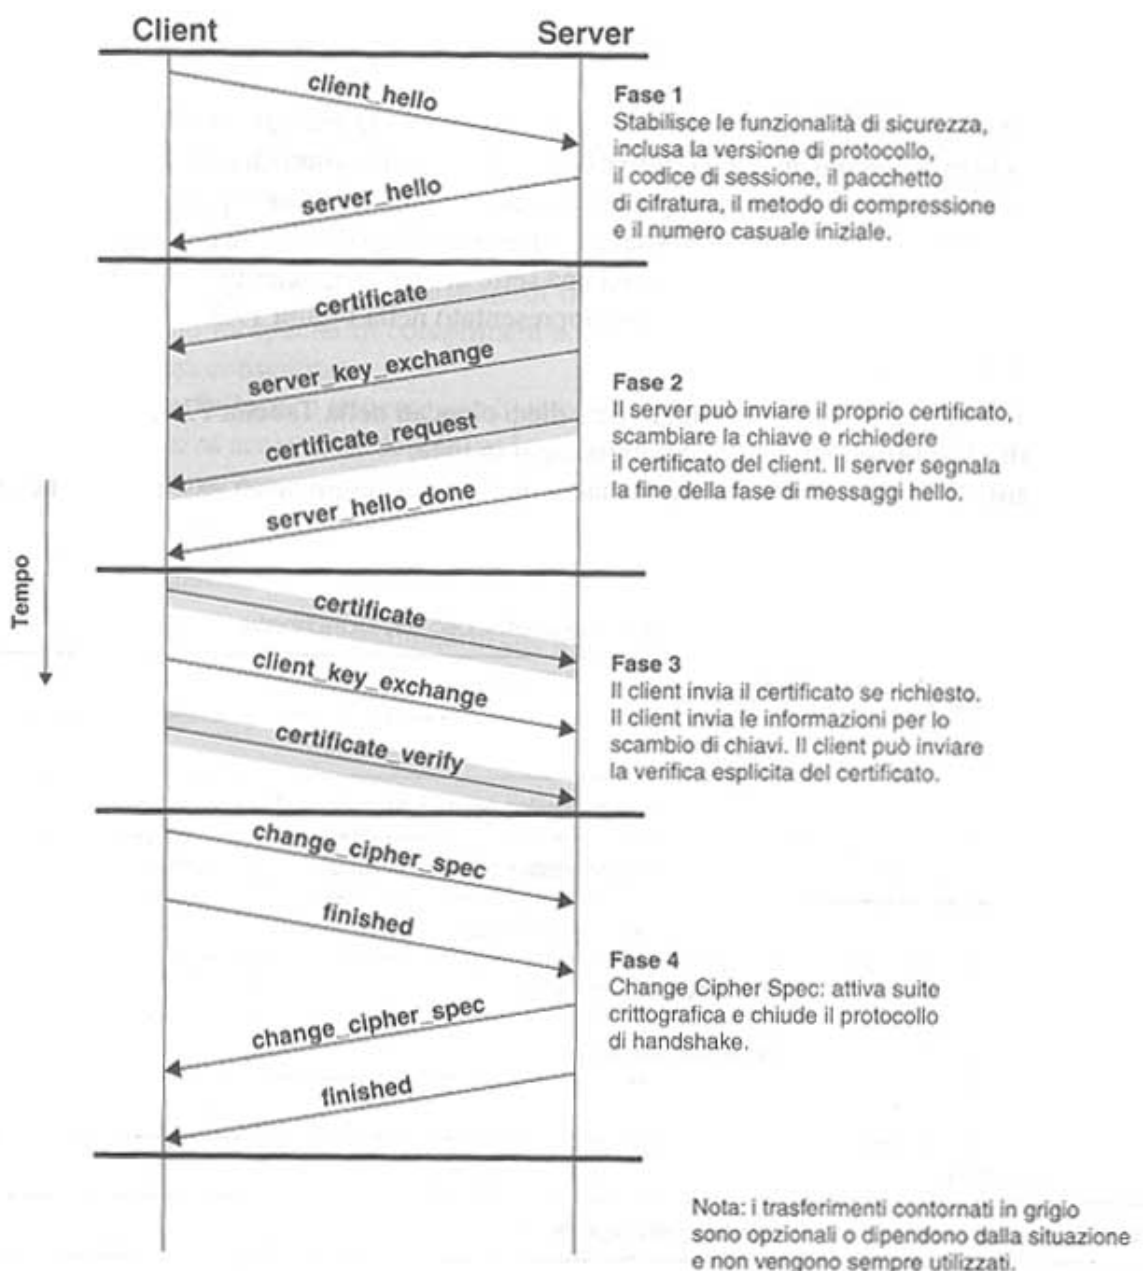 Client
Server
client_hello
server_hello
Fase 1
Stabilisce le funzionalità di sicurezza,
inclusa la versione di protocollo,
il codice di sessione, il pacchetto
di cifratura, il metodo di compressione
e il numero casuale iniziale.
certificate
server_key_exchange
certificate_request
server_hello_done
Fase 2
Il server può inviare il proprio certificato,
scambiare la chiave e richiedere
il certificato del client. Il server segnala
la fine della fase di messaggi hello.
Tempo
certificate
client_key_exchange
certificate_verify
Fase 3
Il client invia il certificato se richiesto.
Il client invia le informazioni per lo
scambio di chiavi. Il client può inviare
la verifica esplicita del certificato.
change_cipher_spec
finished
change_cipher_spec
finished
Fase 4
Change Cipher Spec: attiva suite
crittografica e chiude il protocollo
di handshake.
Nota: i trasferimenti contornati in grigio
sono opzionali o dipendono dalla situazione
e non vengono sempre utilizzati.